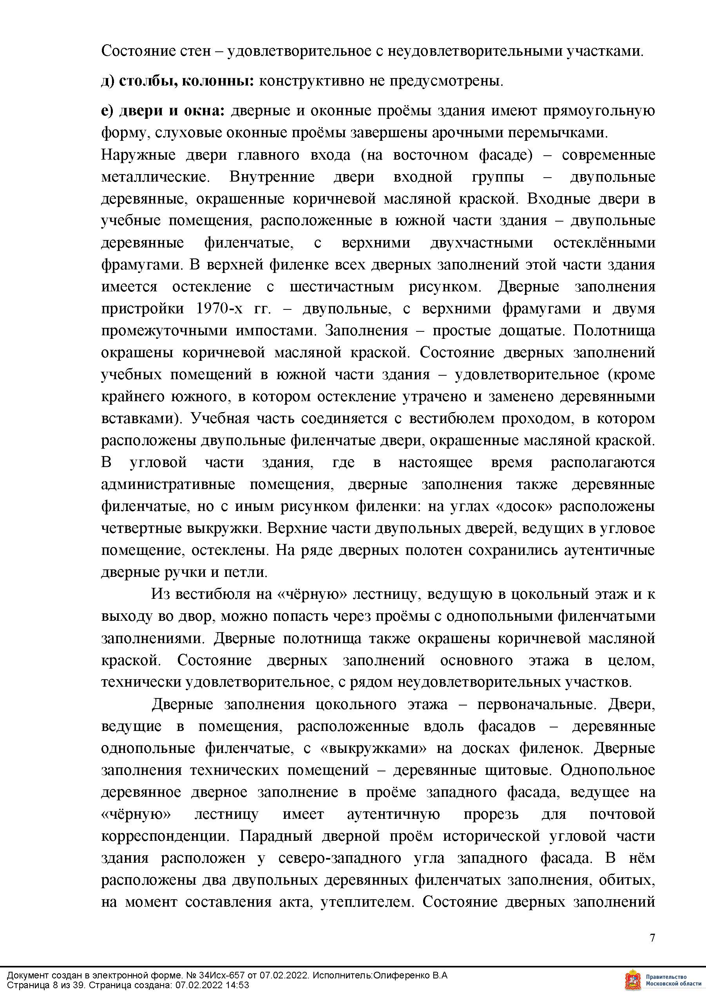 Состояние стен – удовлетворительное с неудовлетворительными участками.
д) столбы, колонны: конструктивно не предусмотрены.
е) двери и окна: дверные и оконные проёмы здания имеют прямоугольную
форму, слуховые оконные проёмы завершены арочными перемычками.
Наружные двери главного входа (на восточном фасаде) – современные
металлические. Внутренние двери входной группы – двупольные
деревянные, окрашенные коричневой масляной краской. Входные двери в
учебные помещения, расположенные в южной части здания – двупольные
деревянные филенчатые, с верхними двухчастными остеклёнными
фрамугами. В верхней филенке всех дверных заполнений этой части здания
имеется остекление с шестичастным рисунком. Дверные заполнения
пристройки 1970-х гг. – двупольные, с верхними фрамугами и двумя
промежуточными импостами. Заполнения – простые дощатые. Полотнища
окрашены коричневой масляной краской. Состояние дверных заполнений
учебных помещений в южной части здания – удовлетворительное (кроме
крайнего южного, в котором остекление утрачено и заменено деревянными
вставками). Учебная часть соединяется с вестибюлем проходом, в котором
расположены двупольные филенчатые двери, окрашенные масляной краской.
В угловой части здания, где в настоящее время располагаются
административные помещения, дверные заполнения также деревянные
филенчатые, но с иным рисунком филенки: на углах «досок» расположены
четвертные выкружки. Верхние части двупольных дверей, ведущих в угловое
помещение, остеклены. На ряде дверных полотен сохранились аутентичные
дверные ручки и петли.
Из вестибюля на «чёрную» лестницу, ведущую в цокольный этаж и к
выходу во двор, можно попасть через проёмы с однопольными филенчатыми
заполнениями. Дверные полотнища также окрашены коричневой масляной
краской. Состояние дверных заполнений основного этажа в целом,
технически удовлетворительное, с рядом неудовлетворительных участков.
Дверные заполнения цокольного этажа – первоначальные. Двери,
ведущие в помещения, расположенные вдоль фасадов – деревянные
однопольные филенчатые, с «выкружками» на досках филенок. Дверные
заполнения технических помещений – деревянные щитовые. Однопольное
деревянное дверное заполнение в проёме западного фасада, ведущее на
«чёрную» лестницу имеет аутентичную прорезь для почтовой
корреспонденции. Парадный дверной проём исторической угловой части
здания расположен у северо-западного угла западного фасада. В нём
расположены два двупольных деревянных филенчатых заполнения, обитых,
на момент составления акта, утеплителем. Состояние дверных заполнений
7
Документ создан в электронной форме. № 34Исх-657 от 07.02.2022. Исполнитель:Олиференко В.А
Страница 8 из 39. Страница создана: 07.02.2022 14:53
Правительство
Московской области